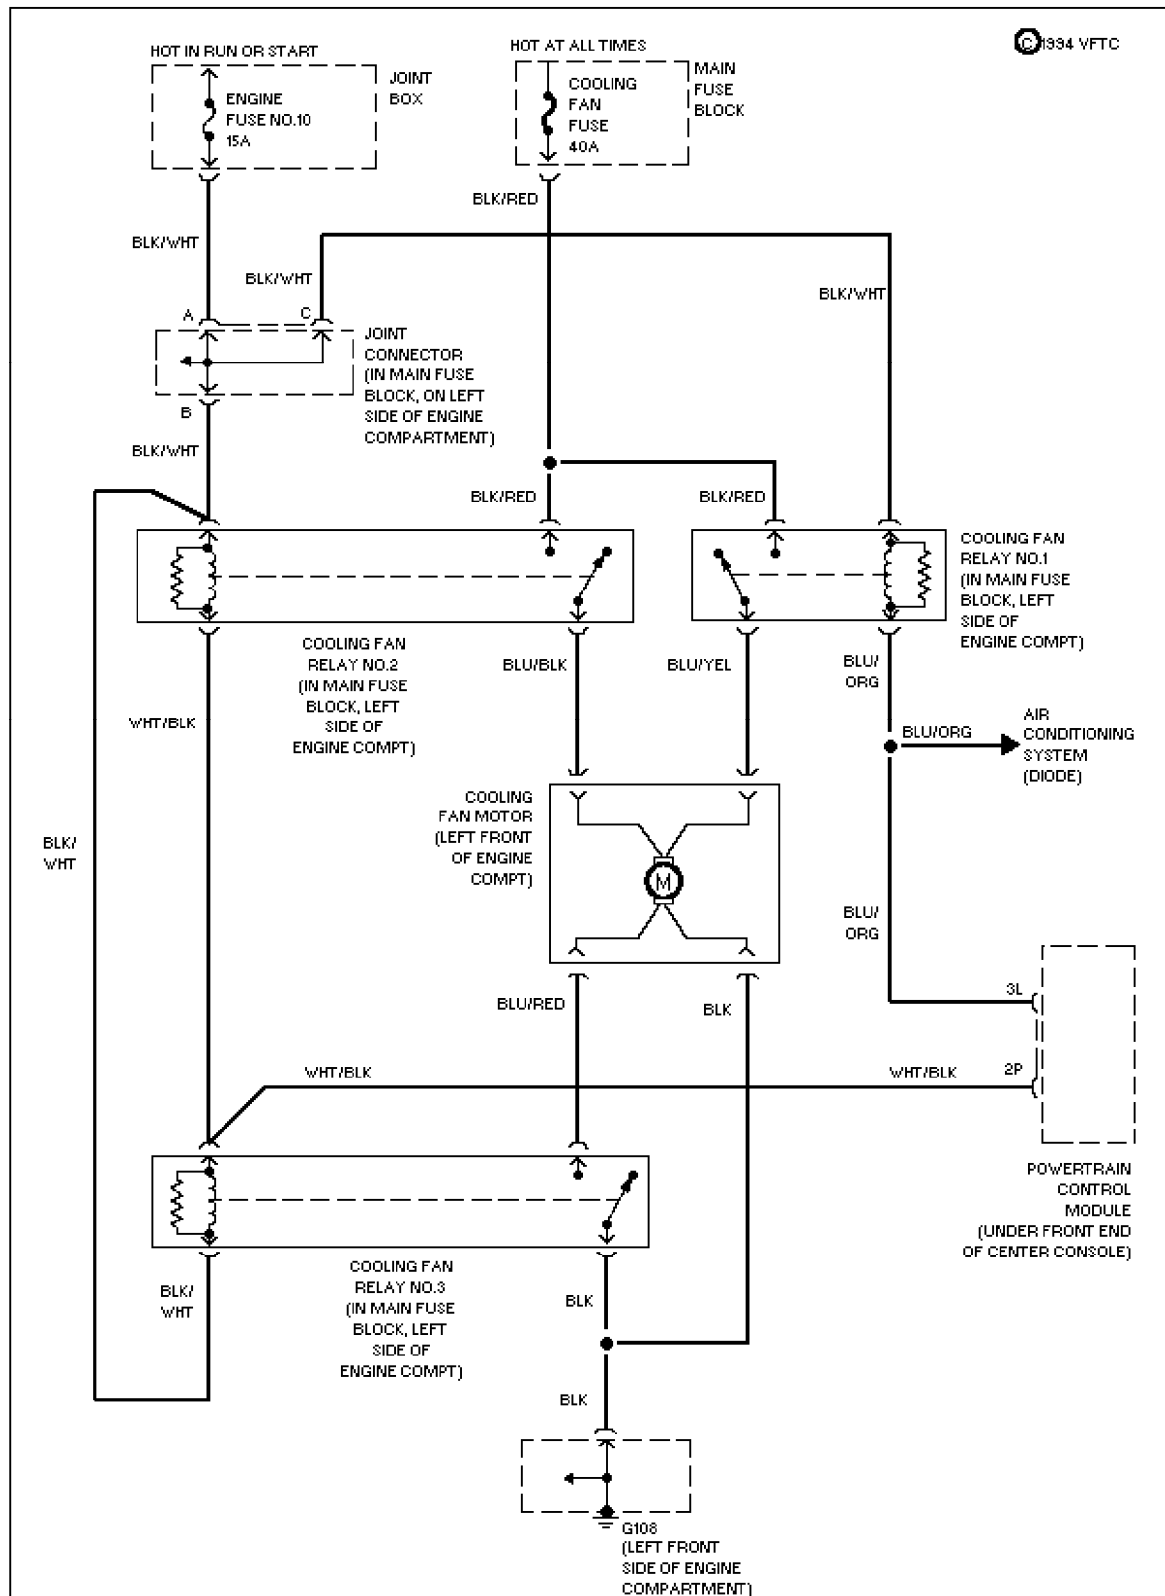 HOT IN RUN OR START
HOT AT ALL TIMES
© 1994 VFTC
ENGINE
FUSE NO.10
15A
JOINT
BOX
COOLING
FAN
FUSE
40A
MAIN
FUSE
BLOCK
BLK/RED
BLK/WHT
BLK/WHT
BLK/WHT
A
C
JOINT
CONNECTOR
(IN MAIN FUSE
BLOCK, ON LEFT
SIDE OF ENGINE
COMPARTMENT)
B
BLK/WHT
BLK/RED
BLK/RED
COOLING FAN
RELAY NO.1
(IN MAIN FUSE
BLOCK, LEFT
SIDE OF
ENGINE COMPT)
COOLING FAN
RELAY NO.2
(IN MAIN FUSE
BLOCK, LEFT
SIDE OF
ENGINE COMPT)
BLU/BLK
BLU/YEL
BLU/
ORG
WHT/BLK
BLU/ORG
AIR
CONDITIONING
SYSTEM
(DIODE)
COOLING
FAN MOTOR
(LEFT FRONT
OF ENGINE
COMPT)
M
BLK/
WHT
BLU/
ORG
BLU/RED
BLK
3L
WHT/BLK
WHT/BLK
2P
POWERTRAIN
CONTROL
MODULE
(UNDER FRONT END
OF CENTER CONSOLE)
BLK/
WHT
COOLING FAN
RELAY NO.3
(IN MAIN FUSE
BLOCK, LEFT
SIDE OF
ENGINE COMPT)
BLK
BLK
G108
(LEFT FRONT
SIDE OF ENGINE
COMPARTMENT)